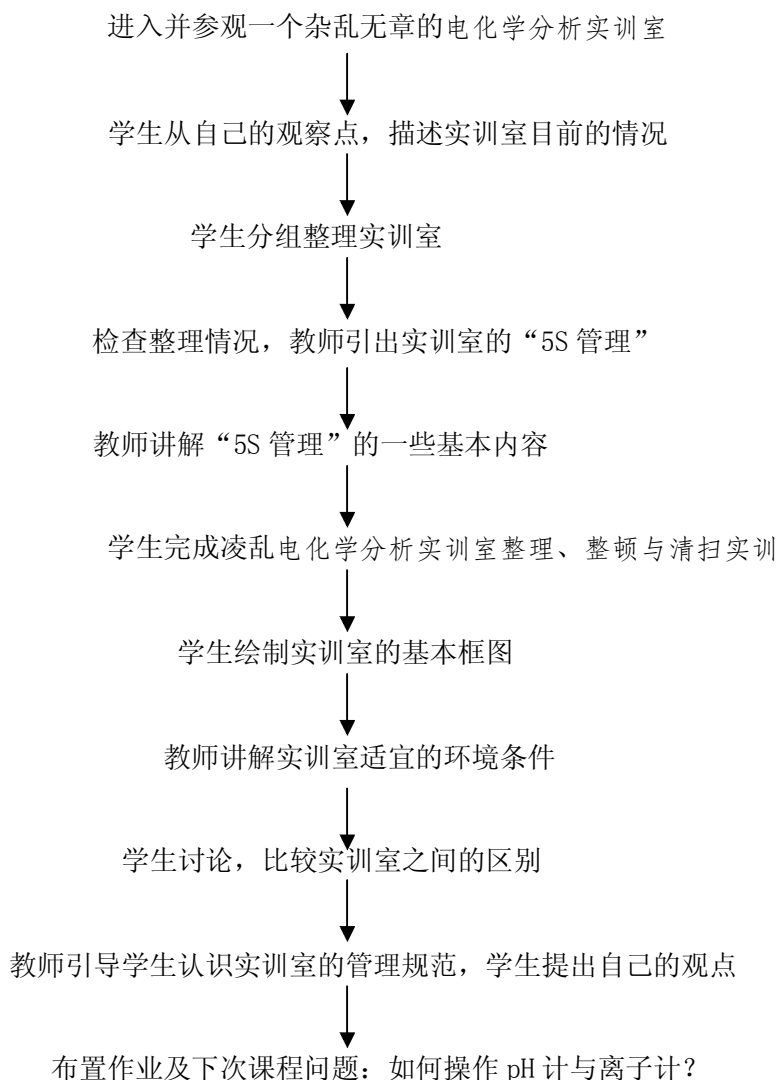 进入并参观一个杂乱无章的电化学分析实训室
学生从自己的观察点，描述实训室目前的情况
学生分组整理实训室
检查整理情况，教师引出实训室的“5S 管理”
教师讲解“5S 管理”的一些基本内容
学生完成凌乱电化学分析实训室整理、整顿与清扫实训
学生绘制实训室的基本框图
教师讲解实训室适宜的环境条件
学生讨论，比较实训室之间的区别
教师引导学生认识实训室的管理规范，学生提出自己的观点
布置作业及下次课程问题：如何操作 pH 计与离子计？